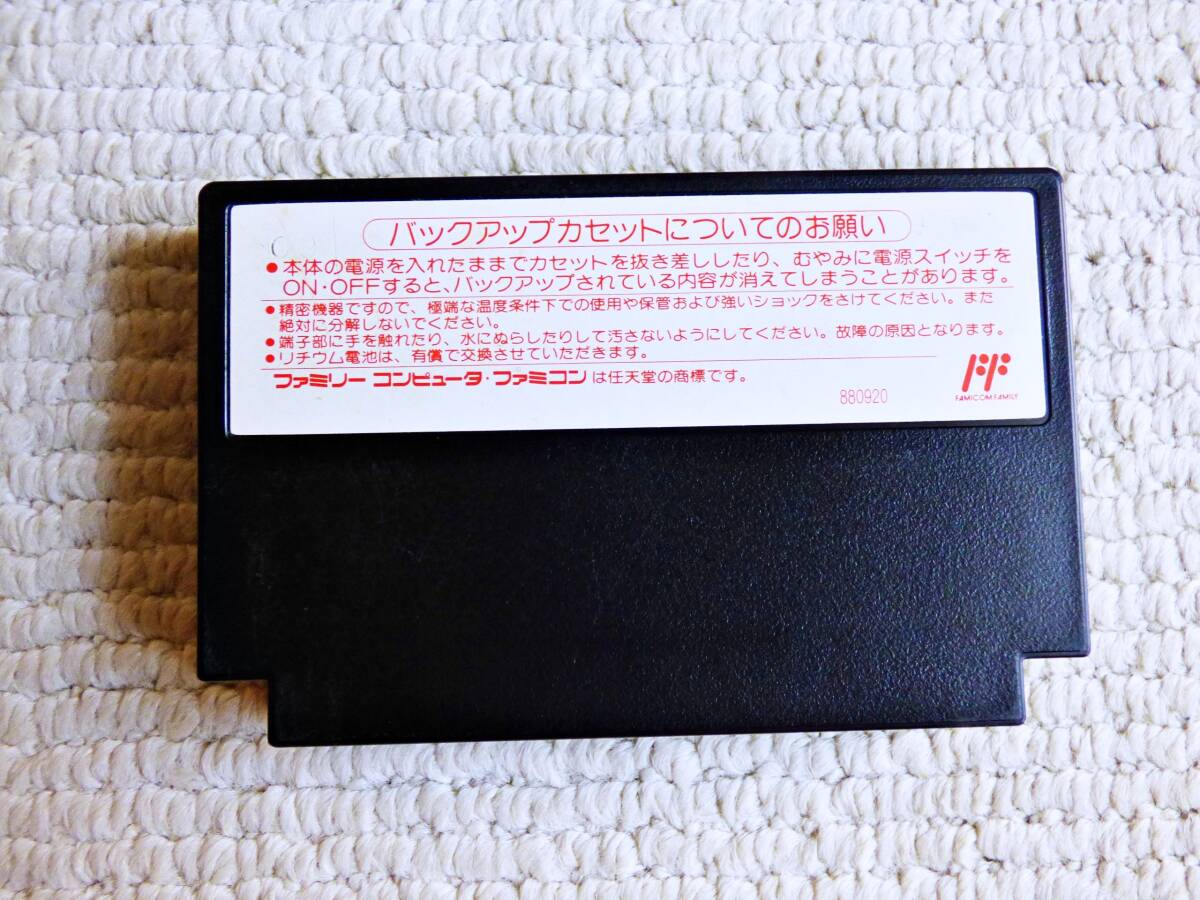 バックアップカセットについてのお願い
●本体の電源を入れたままでカセットを抜き差ししたり、むやみに電源スイッチを
ON・OFFすると、バックアップされている内容が消えてしまうことがあります。
●精密機器ですので、極端な温度条件下での使用や保管および強いショックをさけてください。また
絶対に分解しないでください。
●端子部に手を触れたり、水にぬらしたりして汚さないようにしてください。故障の原因となります。
●リチウム電池は、有償で交換させていただきます。
ファミリー コンピュータ・ファミコン は任天堂の商標です。
880920
FAMICOM FAMILY